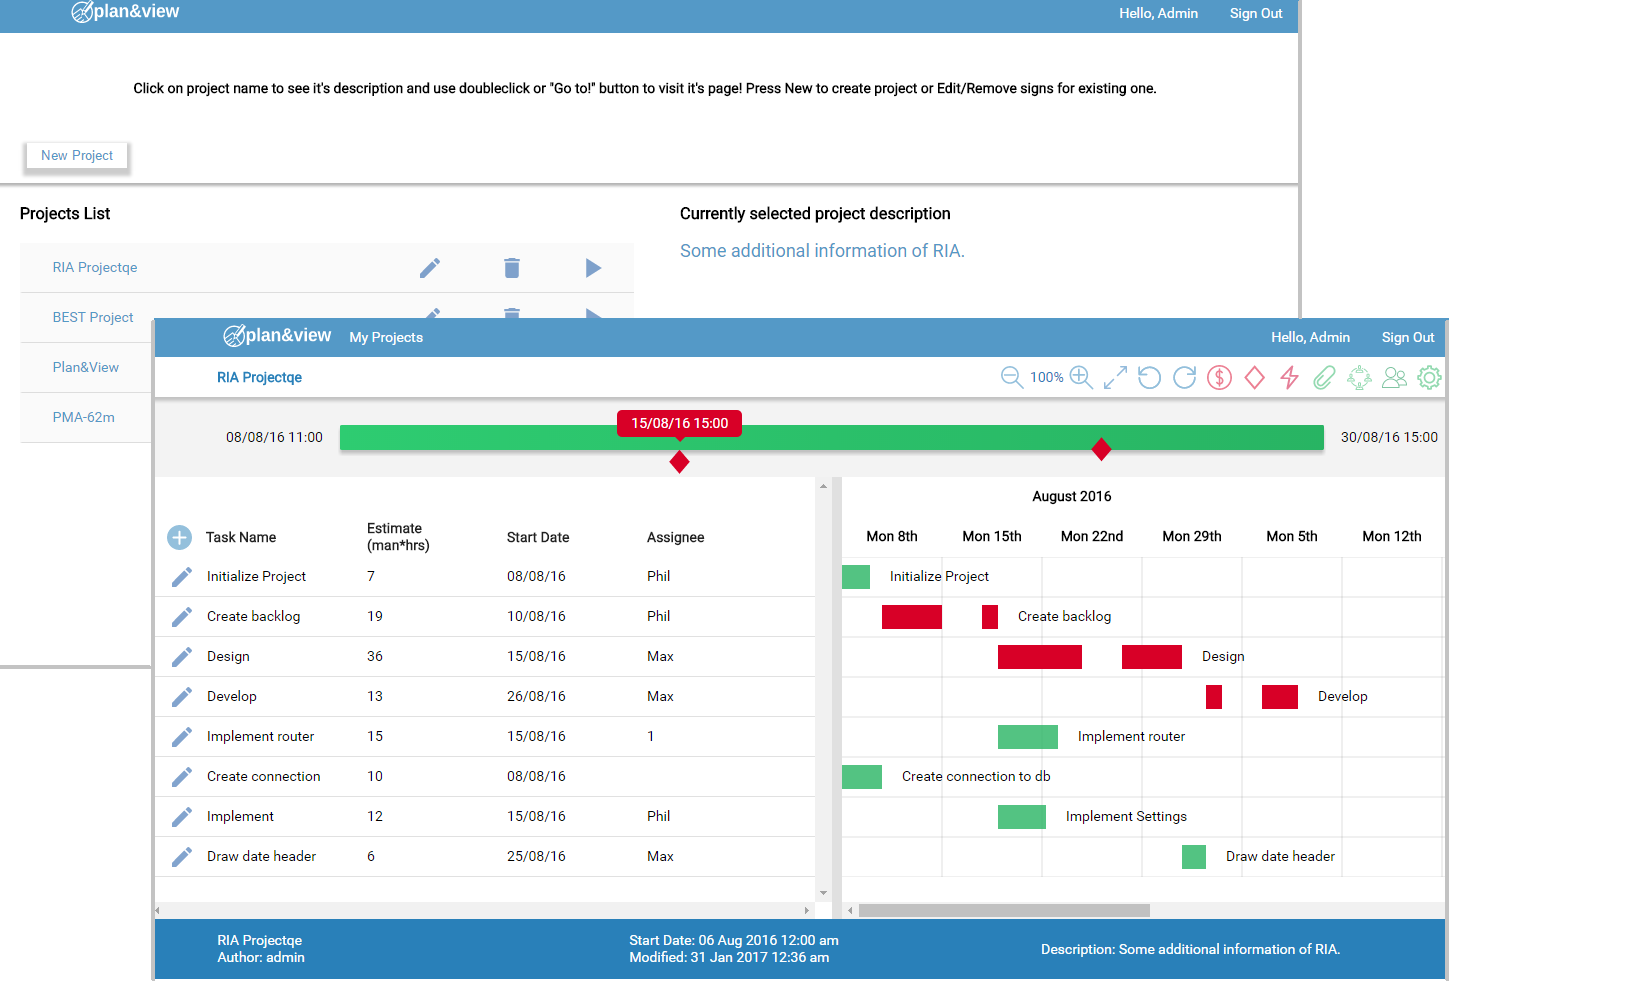 plan&view
Hello, Admin
Sign Out
Click on project name to see it's description and use doubleclick or "Go to!" button to visit it's page! Press New to create project or Edit/Remove signs for existing one.
New Project
Projects List
Currently selected project description
RIA Projectqe
Some additional information of RIA.
BEST Project
Plan&View
PMA-62m
plan&view
My Projects
Hello, Admin
Sign Out
RIA Projectqe
100%
$
08/08/16 11:00
15/08/16 15:00
30/08/16 15:00
August 2016
Task Name
Estimate
(man*hrs)
Start Date
Assignee
Mon 8th
Mon 15th
Mon 22nd
Mon 29th
Mon 5th
Mon 12th
Initialize Project 7 08/08/16 Phil
Initialize Project
Create backlog 19 10/08/16 Phil
Create backlog
Design 36 15/08/16 Max
Design
Develop 13 26/08/16 Max
Develop
Implement router 15 15/08/16 1
Implement router
Create connection 10 08/08/16
Create connection to db
Implement 12 15/08/16 Phil
Implement Settings
Draw date header 6 25/08/16 Max
Draw date header
RIA Projectqe
Author: admin
Start Date: 06 Aug 2016 12:00 am
Modified: 31 Jan 2017 12:36 am
Description: Some additional information of RIA.